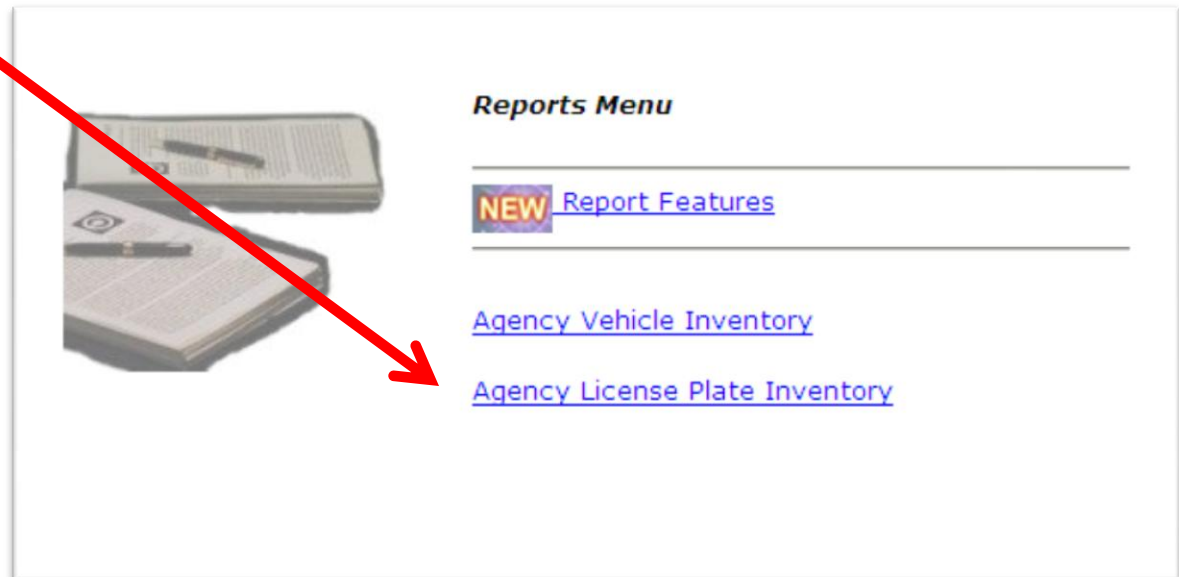 Reports Menu
NEW Report Features
Agency Vehicle Inventory
Agency License Plate Inventory